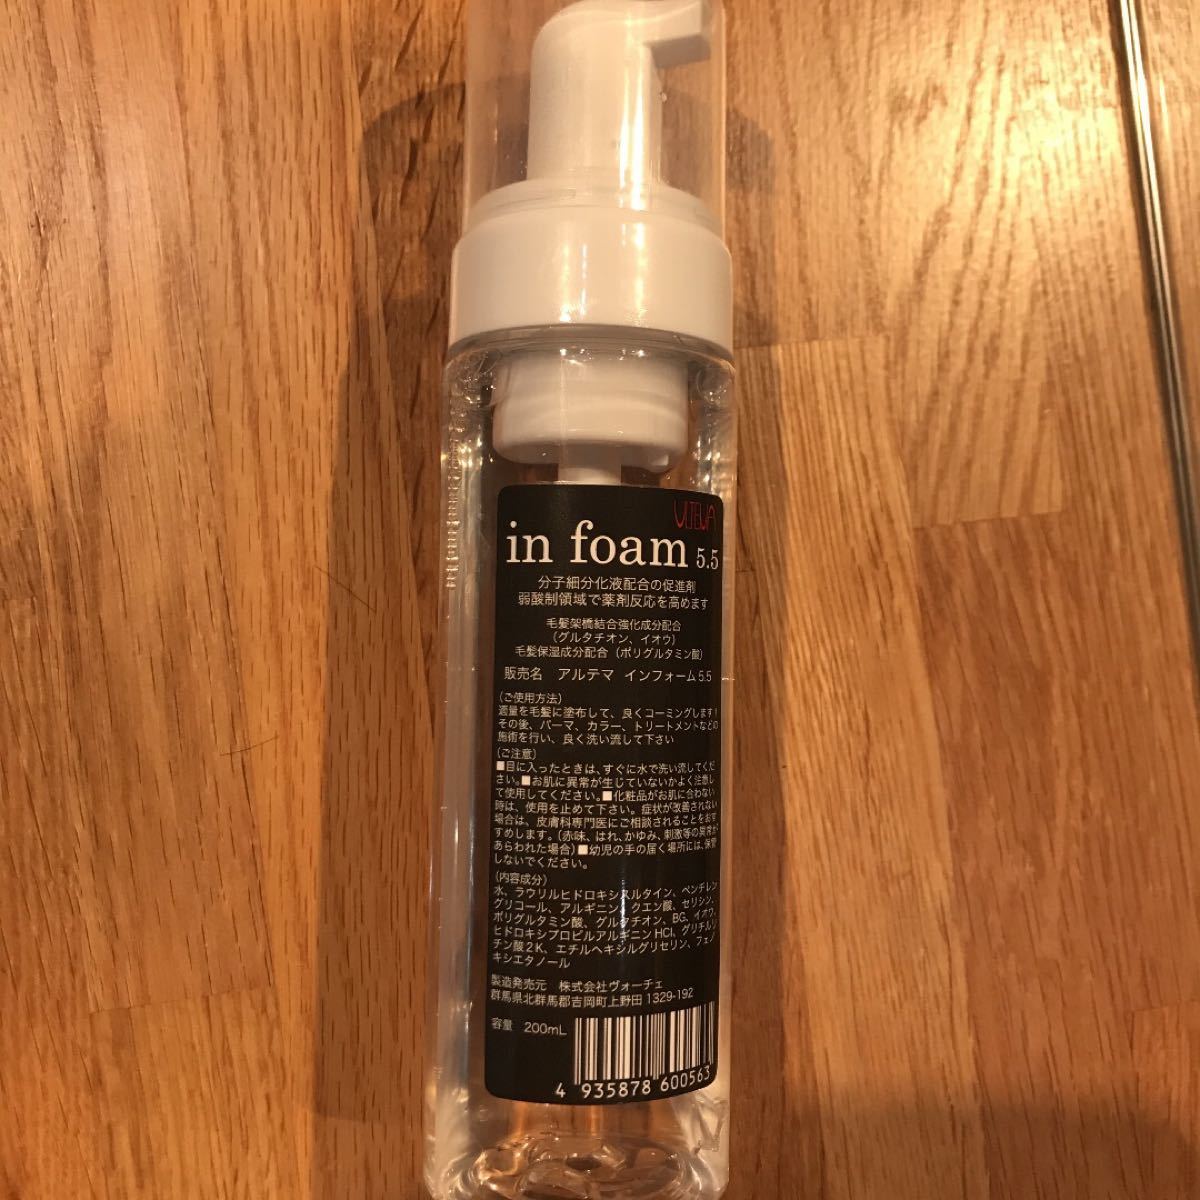 ULTEMA
in foam 5.5
分子細分化液配合の促進剤
弱酸制領域で薬剤反応を高めます
毛髪架橋結合強化成分配合
(グルタチオン、イオウ)
毛髪保湿成分配合（ポリグルタミン酸）
販売名　アルテマ　インフォーム5.5
（ご使用方法）
適量を毛髪に塗布して、良くコーミングします！
その後、パーマ、カラー、トリートメントなどの
施術を行い、良く洗い流して下さい
（ご注意）
■目に入ったときは、すぐに水で洗い流してくだ
さい。■お肌に異常が生じていないかよく注意し
て使用してください。■化粧品がお肌に合わない
時は、使用を止めて下さい。症状が改善されない
場合は、皮膚科専門医にご相談されることをおす
すめします。(赤味、はれ、かゆみ、刺激等の異常が
あらわれた場合)■幼児の手の届く場所には、保管
しないでください。
（内容成分）
水、ラウリルヒドロキシスルタイン、ペンチレン
グリコール、アルギニン、クエン酸、セリシン、
ポリグルタミン酸、グルタチオン、BG、イオウ、
ヒドロキシプロピルアルギニンHCl、グリチルリ
チン酸2K、エチルヘキシルグリセリン、フェノ
キシエタノール
製造発売元　株式会社ヴォーチェ
群馬県北群馬郡吉岡町上野田 1329-192
容量　200mL
4 935878 600563